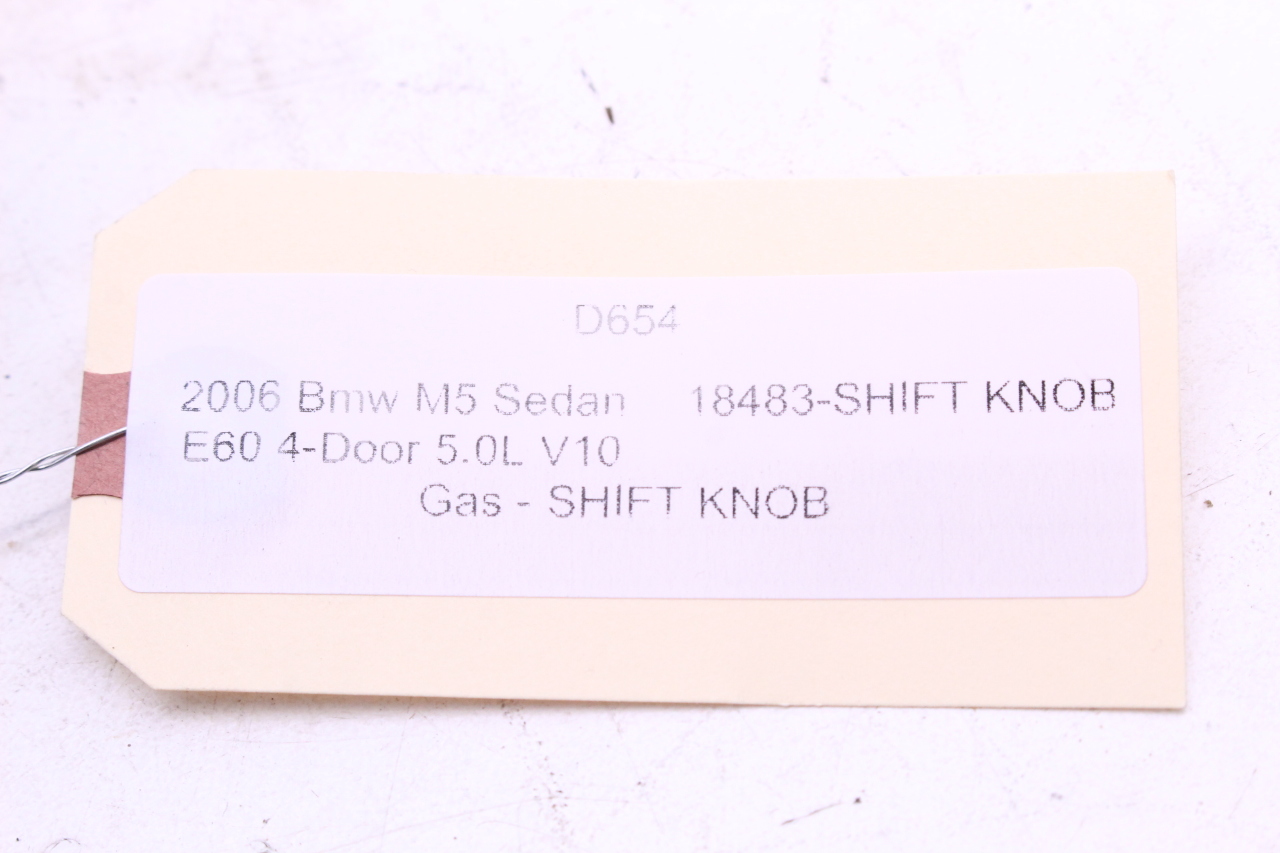 D654
2006 Bmw M5 Sedan 18483-SHIFT KNOB
E60 4-Door 5.0L V10
Gas - SHIFT KNOB